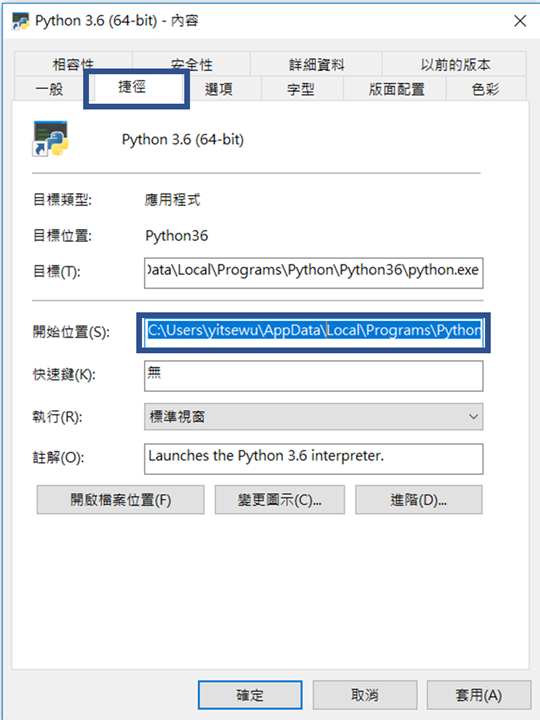 Python 3.6 (64-bit) - 內容
相容性 安全性 詳細資料 以前的版本
一般 捷徑 選項 字型 版面配置 色彩
Python 3.6 (64-bit)
目標類型: 應用程式
目標位置: Python36
目標(T): Data\Local\Programs\Python\Python36\python.exe
開始位置(S): C:\Users\yitsewu\AppData\Local\Programs\Python
快速鍵(K): 無
執行(R): 標準視窗
註解(O): Launches the Python 3.6 interpreter.
開啟檔案位置(F) 變更圖示(C)... 進階(D)...
確定 取消 套用(A)